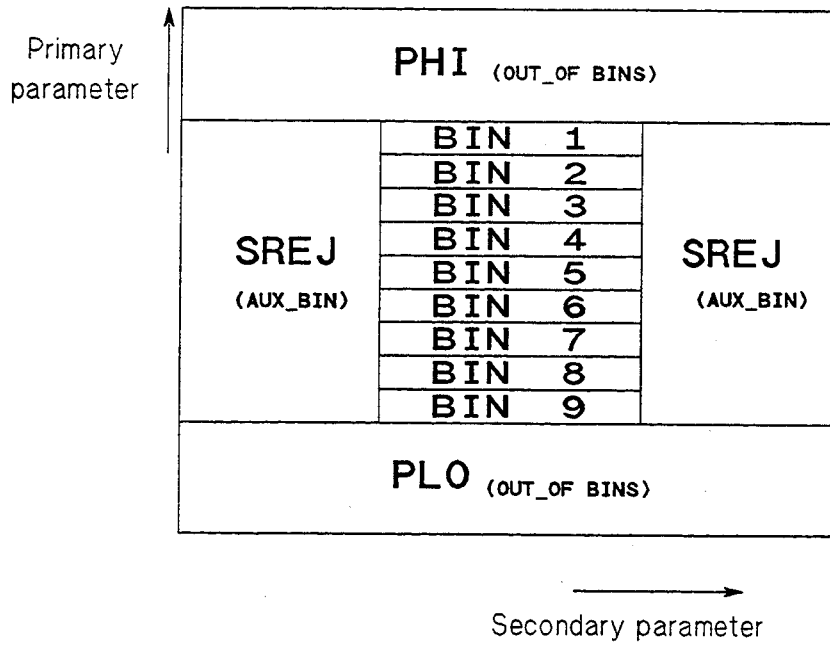 Primary
parameter
PHI (OUT_OF BINS)
BIN 1
BIN 2
BIN 3
BIN 4
BIN 5
BIN 6
BIN 7
BIN 8
BIN 9
SREJ
(AUX_BIN)
SREJ
(AUX_BIN)
PLO (OUT_OF BINS)
Secondary parameter